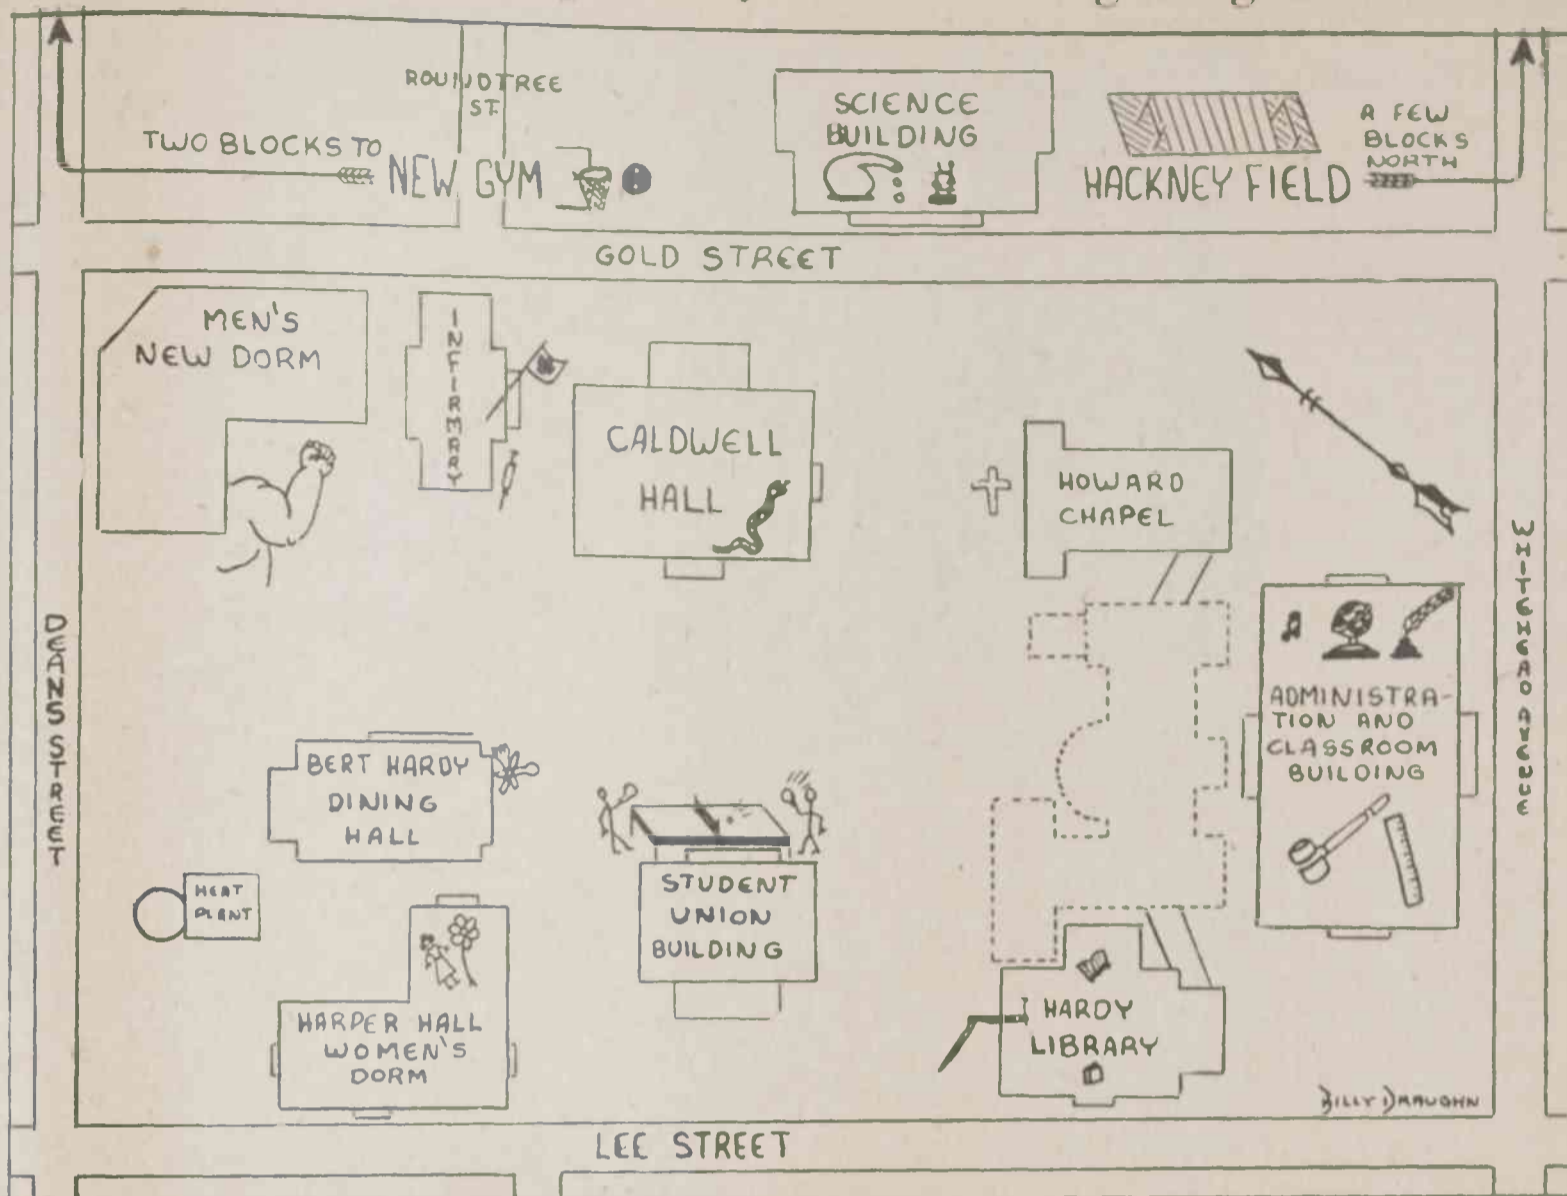 ROUNDTREE
ST.
TWO BLOCKS TO
NEW GYM
SCIENCE
BUILDING
HACKNEY FIELD
A FEW
BLOCKS
NORTH
GOLD STREET
MEN'S
NEW DORM
INFIRMARY
CALDWELL
HALL
HOWARD
CHAPEL
WHITEHEAD AVENUE
DEANS STREET
ADMINISTRA-
TION AND
CLASSROOM
BUILDING
BERT HARDY
DINING
HALL
HEAT
PLANT
STUDENT
UNION
BUILDING
HARPER HALL
WOMEN'S
DORM
HARDY
LIBRARY
BILLY DRAUGHN
LEE STREET